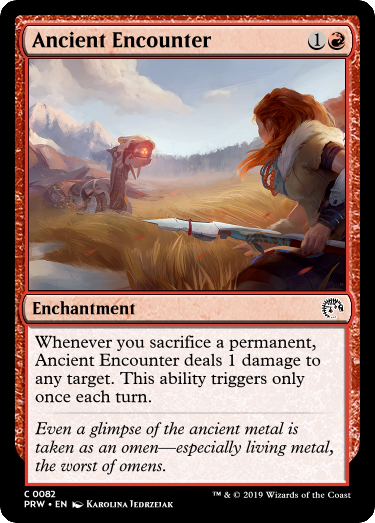 Ancient Encounter 1
Enchantment
Whenever you sacrifice a permanent,
Ancient Encounter deals 1 damage to
any target. This ability triggers only
once each turn.
Even a glimpse of the ancient metal is
taken as an omen—especially living metal,
the worst of omens.
C 0082
PRW • EN Karolina Jedrzejak
™ & © 2019 Wizards of the Coast